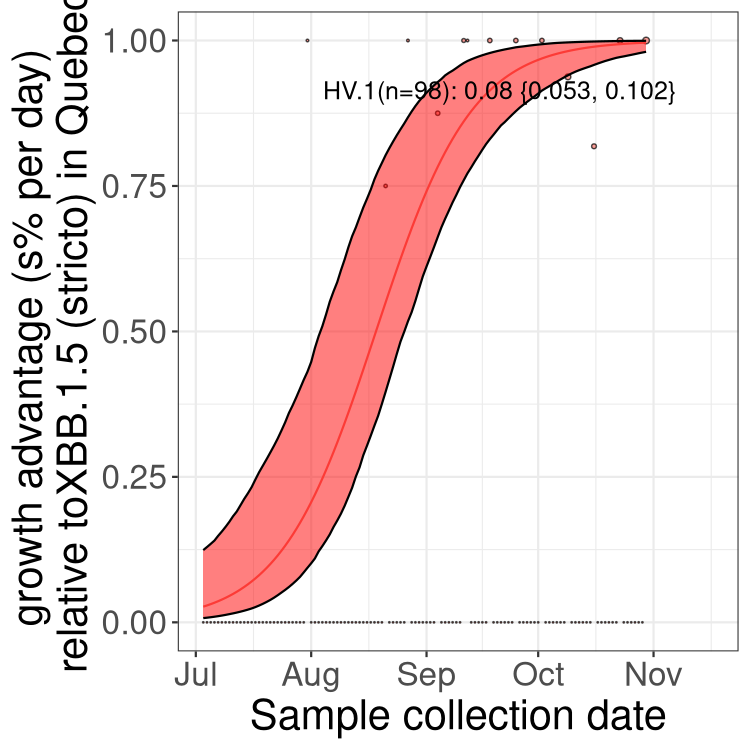 growth advantage (s% per day)
relative toXBB.1.5 (stricto) in Quebec
1.00
0.75
0.50
0.25
0.00
HV.1(n=98): 0.08 {0.053, 0.102}
Jul
Aug
Sep
Oct
Nov
Sample collection date